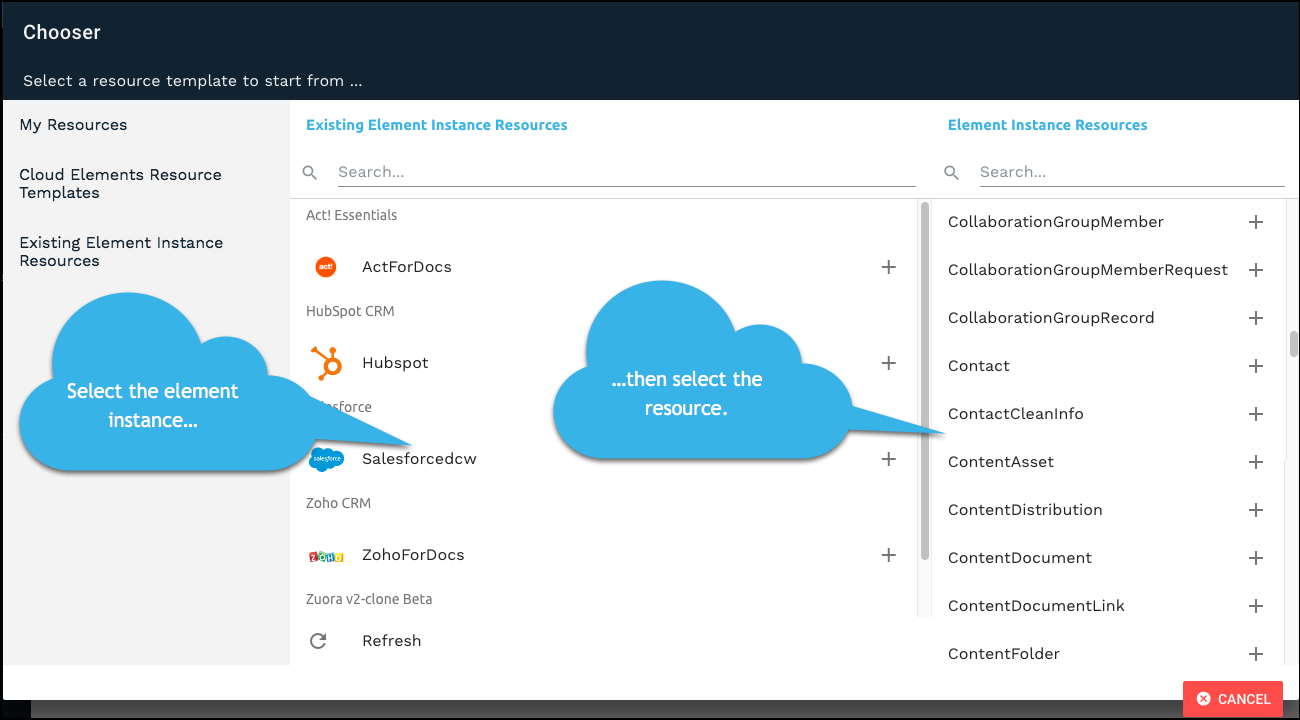 Chooser
Select a resource template to start from ...
My Resources
Cloud Elements Resource
Templates
Existing Element Instance
Resources
Select the element
instance...
Existing Element Instance Resources
Search...
Act! Essentials
act!
ActForDocs
HubSpot CRM
Hubspot
salesforce
Salesforcedcw
Zoho CRM
ZOHO
ZohoForDocs
Zuora v2-clone Beta
Refresh
...then select the
resource.
Element Instance Resources
Search...
CollaborationGroupMember
CollaborationGroupMemberRequest
CollaborationGroupRecord
Contact
ContactCleanInfo
ContentAsset
ContentDistribution
ContentDocument
ContentDocumentLink
ContentFolder
CANCEL